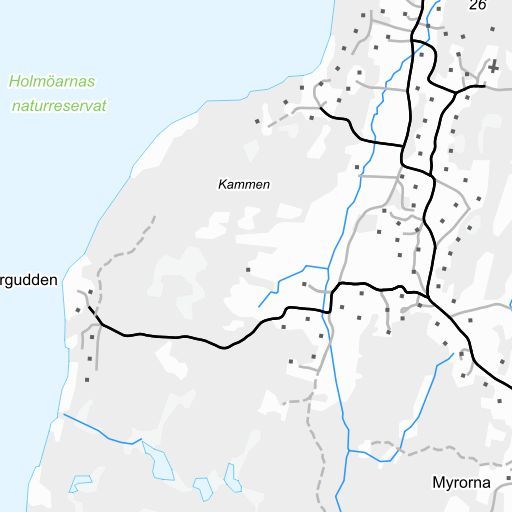 26
Holmöarnas
naturreservat
Kammen
rgudden
Myrorna